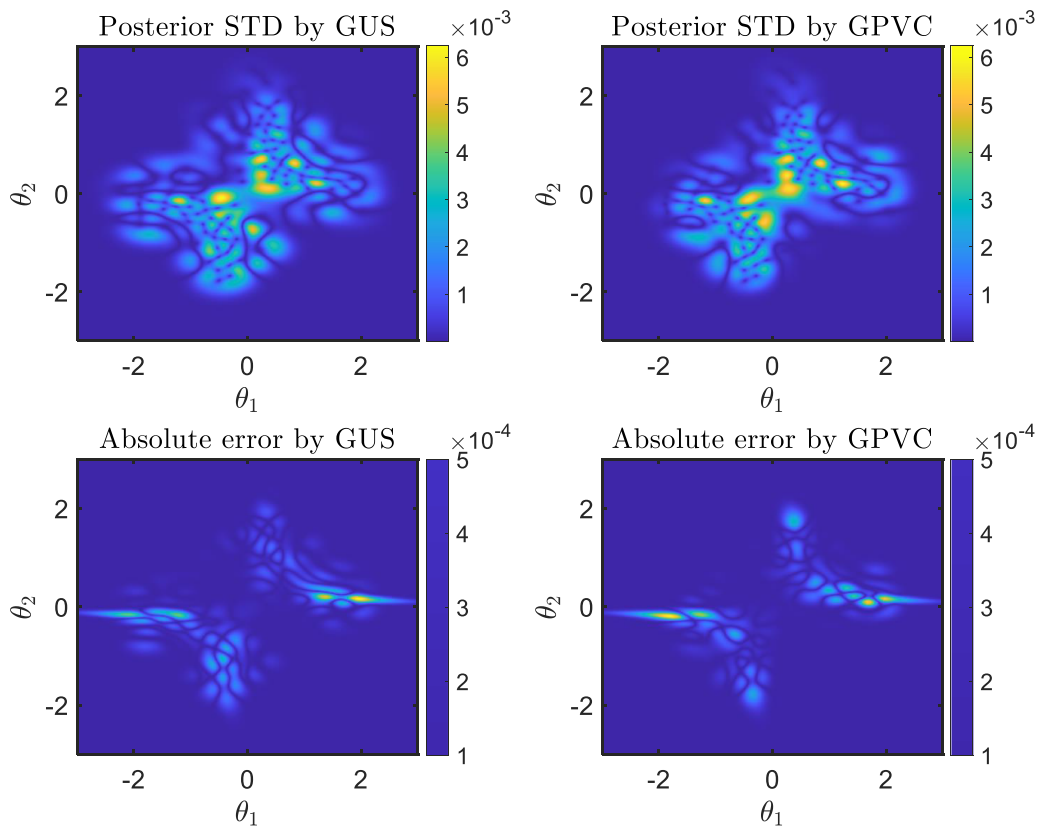 Posterior STD by GUS
×10⁻³
2
0
-2
θ₂
-2 0 2
θ₁
6
5
4
3
2
1
Posterior STD by GPVC
×10⁻³
2
0
-2
θ₂
-2 0 2
θ₁
6
5
4
3
2
1
Absolute error by GUS
×10⁻⁴
2
0
-2
θ₂
-2 0 2
θ₁
5
4
3
2
1
Absolute error by GPVC
×10⁻⁴
2
0
-2
θ₂
-2 0 2
θ₁
5
4
3
2
1